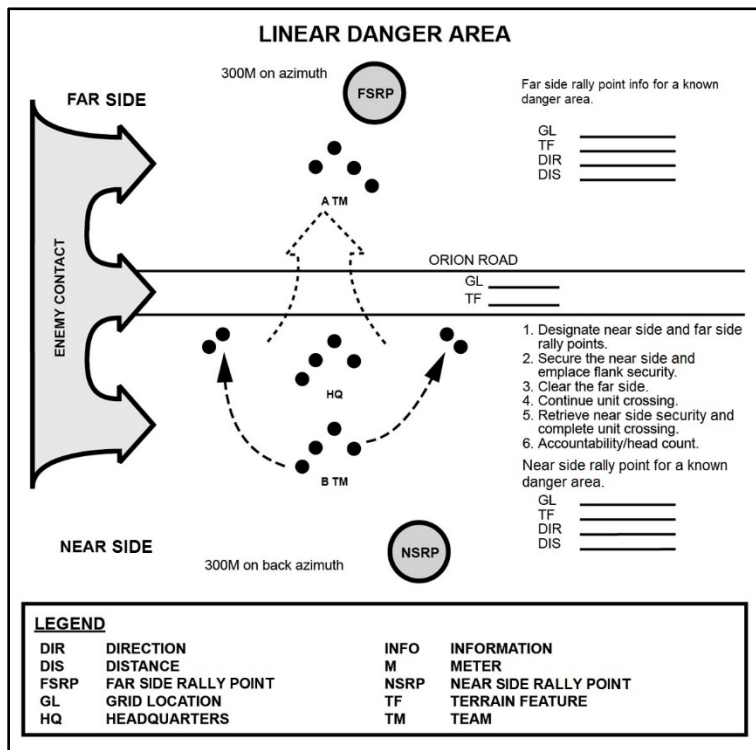 LINEAR DANGER AREA
300M on azimuth
FSRP
FAR SIDE
Far side rally point info for a known
danger area.
GL
TF
DIR
DIS
A TM
ENEMY CONTACT
ORION ROAD
GL
TF
1. Designate near side and far side
rally points.
2. Secure the near side and
emplace flank security.
3. Clear the far side.
4. Continue unit crossing.
5. Retrieve near side security and
complete unit crossing.
6. Accountability/head count.
HQ
B TM
Near side rally point for a known
danger area.
GL
TF
DIR
DIS
NEAR SIDE
300M on back azimuth
NSRP
LEGEND
DIR DIRECTION INFO INFORMATION
DIS DISTANCE M METER
FSRP FAR SIDE RALLY POINT NSRP NEAR SIDE RALLY POINT
GL GRID LOCATION TF TERRAIN FEATURE
HQ HEADQUARTERS TM TEAM